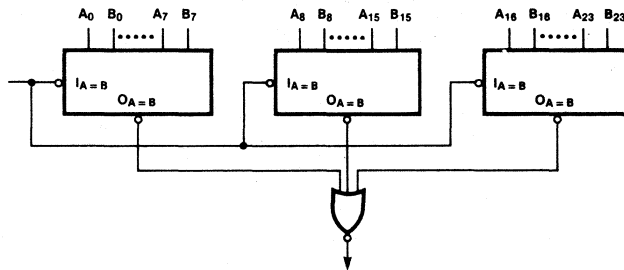 A0 B0 ..... A7 B7
A8 B8 ..... A15 B15
A16 B16 ..... A23 B23
IA = B
OA = B
IA = B
OA = B
IA = B
OA = B